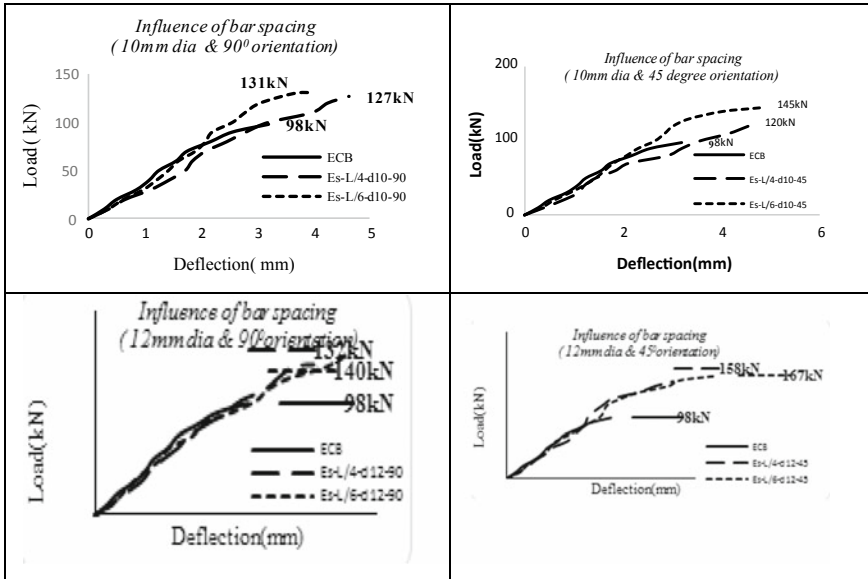 Influence of bar spacing
( 10mm dia & 90⁰ orientation)
150
100
50
0
0
1
2
3
4
5
131kN
127kN
98kN
ECB
Es-L/4-d10-90
Es-L/6-d10-90
Load( kN)
Deflection( mm)
Influence of bar spacing
( 10mm dia & 45 degree orientation)
200
100
0
0
2
4
6
145kN
120kN
98kN
ECB
Es-L/4-d10-45
Es-L/6-d10-45
Load(kN)
Deflection(mm)
Influence of bar spacing
( 12mm dia & 90⁰orientation)
140kN
98kN
ECB
Es-L/4-d12-90
Es-L/6-d12-90
Load(kN)
Deflection(mm)
Influence of bar spacing
( 12mm dia & 45⁰orientation)
158kN
167kN
98kN
ECB
Es-L/4-d12-45
Es-L/6-d12-45
Load(kN)
Deflection(mm)